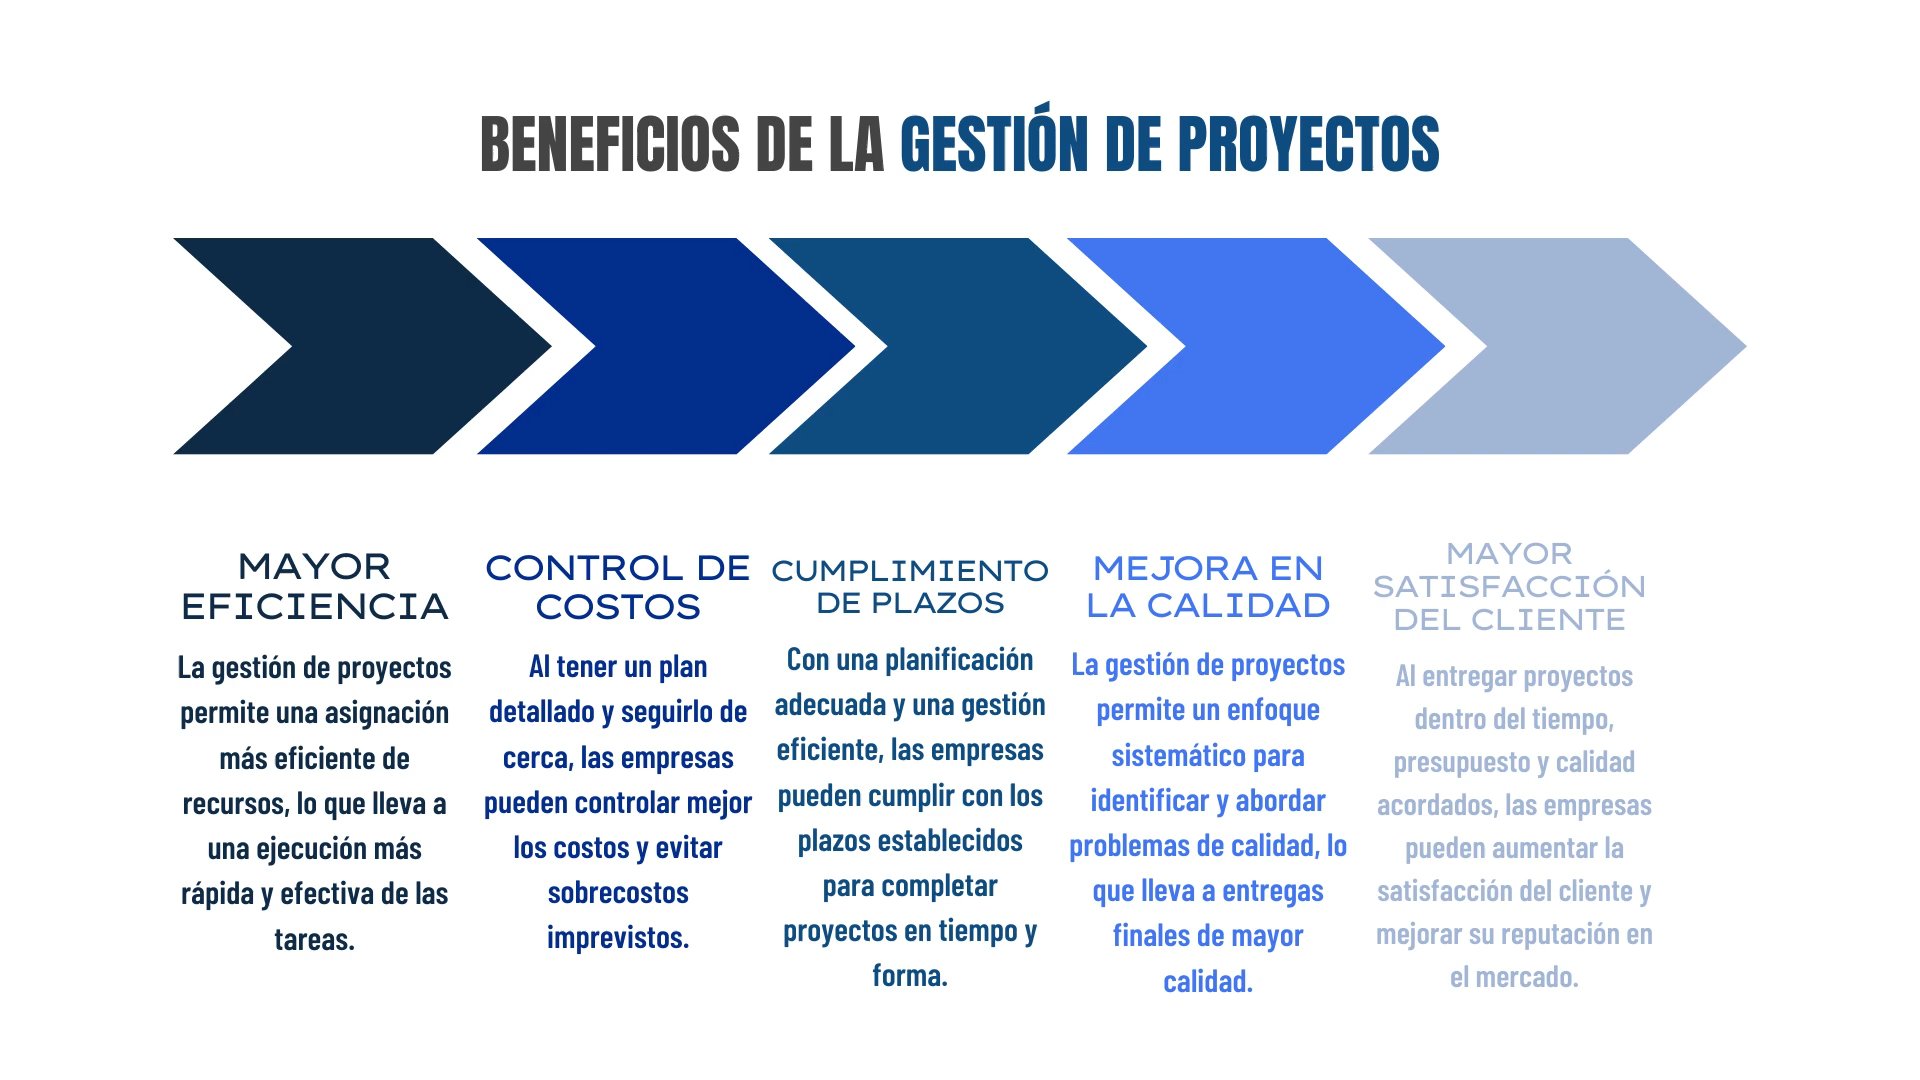 BENEFICIOS DE LA GESTIÓN DE PROYECTOS
MAYOR
EFICIENCIA
La gestión de proyectos
permite una asignación
más eficiente de
recursos, lo que lleva a
una ejecución más
rápida y efectiva de las
tareas.
CONTROL DE
COSTOS
Al tener un plan
detallado y seguirlo de
cerca, las empresas
pueden controlar mejor
los costos y evitar
sobrecostos
imprevistos.
CUMPLIMIENTO
DE PLAZOS
Con una planificación
adecuada y una gestión
eficiente, las empresas
pueden cumplir con los
plazos establecidos
para completar
proyectos en tiempo y
forma.
MEJORA EN
LA CALIDAD
La gestión de proyectos
permite un enfoque
sistemático para
identificar y abordar
problemas de calidad, lo
que lleva a entregas
finales de mayor
calidad.
MAYOR
SATISFACCIÓN
DEL CLIENTE
Al entregar proyectos
dentro del tiempo,
presupuesto y calidad
acordados, las empresas
pueden aumentar la
satisfacción del cliente y
mejorar su reputación en
el mercado.